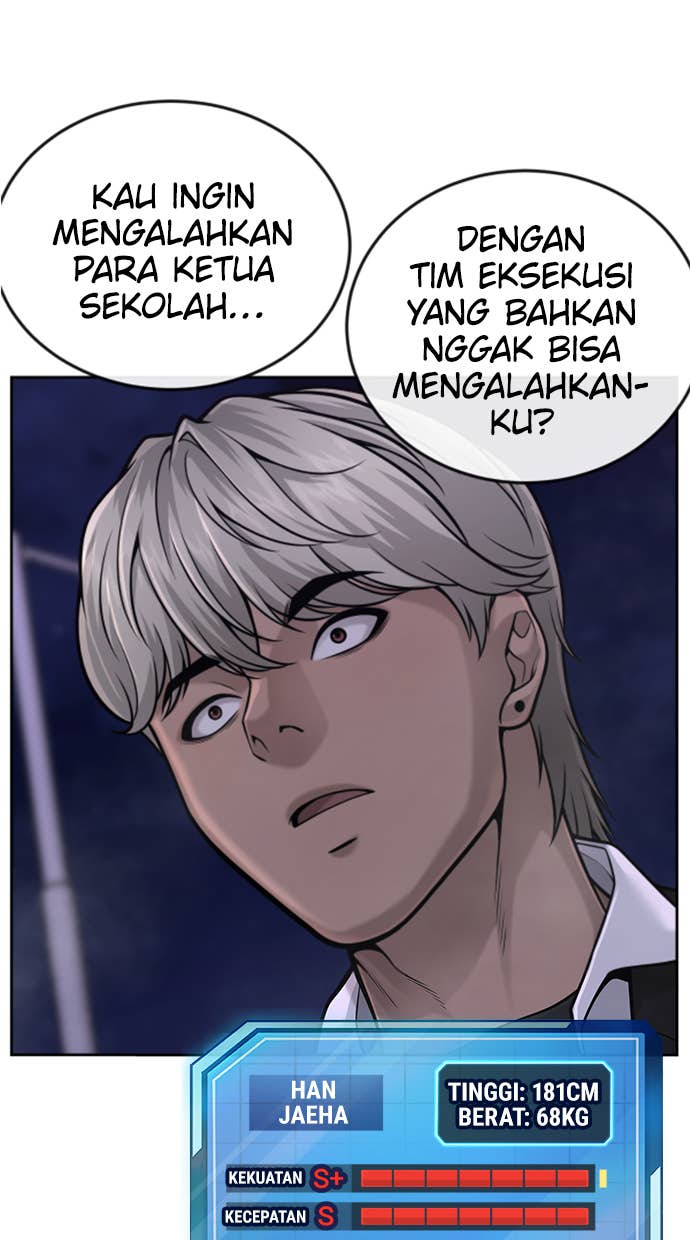 KAU INGIN
MENGALAHKAN
PARA KETUA
SEKOLAH...
DENGAN
TIM EKSEKUSI
YANG BAHKAN
NGGAK BISA
MENGALAHKAN-
KU?
HAN
JAEHA
TINGGI: 181CM
BERAT: 68KG
KEKUATAN S+
KECEPATAN S